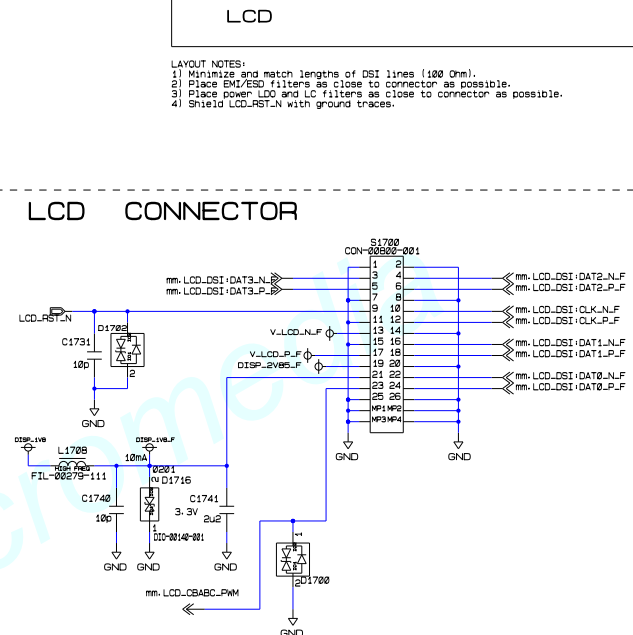 LCD
LAYOUT NOTES:
1) Minimize and match lengths of DSI lines (100 Ohm).
2) Place EMI/ESD filters as close to connector as possible.
3) Place power LDO and LC filters as close to connector as possible.
4) Shield LCD_RST_N with ground traces.
LCD CONNECTOR
S1700
CON-00800-001
1 2
mm.LCD_DSI:DAT3_N_F 3 4 mm.LCD_DSI:DAT2_N_F
mm.LCD_DSI:DAT3_P_F 5 6 mm.LCD_DSI:DAT2_P_F
7 8
LCD_RST_N 9 10 mm.LCD_DSI:CLK_N_F
D1702 11 12 mm.LCD_DSI:CLK_P_F
V_LCD_N_F 13 14
C1731 15 16 mm.LCD_DSI:DAT1_N_F
V_LCD_P_F 17 18 mm.LCD_DSI:DAT1_P_F
10p DISP_2V85_F 19 20
2 21 22 mm.LCD_DSI:DAT0_N_F
23 24 mm.LCD_DSI:DAT0_P_F
25 26
MP1 MP2
MP3 MP4
GND
GND GND
DISP_1V8 DISP_1V8_F
L1708 10mA
HIGH FREQ 0201
FIL-00279-111 2 D1716
C1740 C1741
3.3V
10p 2u2
1
DIO-00140-001
1
GND GND GND
2 D1700
mm.LCD_CBABC_PWM
GND
cromedia